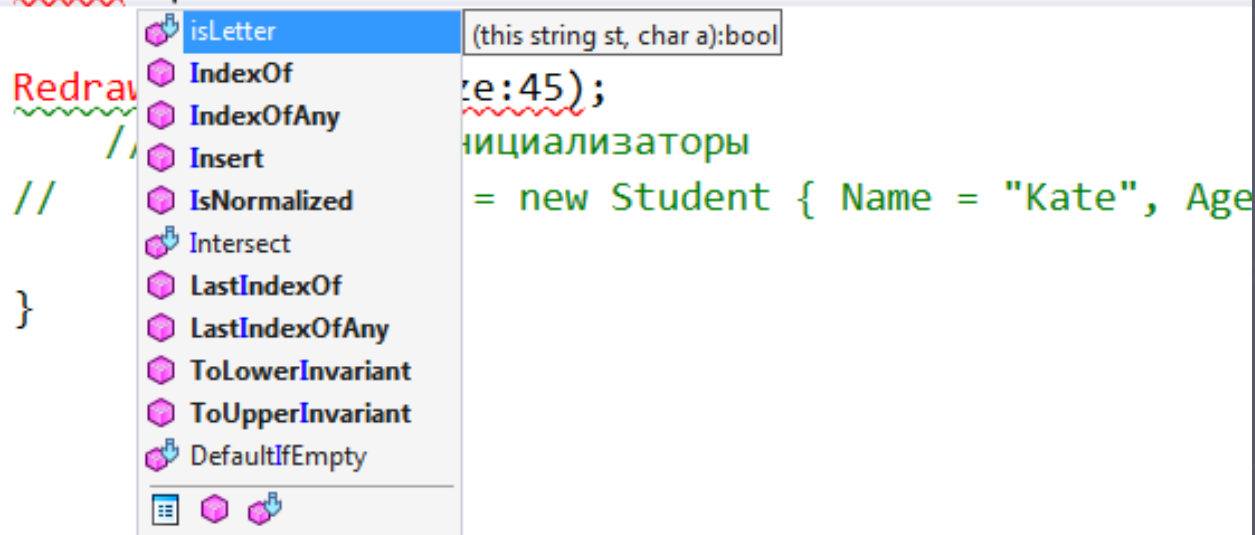 isLetter (this string st, char a):bool
IndexOf
Redraw ze:45);
IndexOfAny
// нициализаторы
Insert
// IsNormalized = new Student { Name = "Kate", Age
Intersect
LastIndexOf
}
LastIndexOfAny
ToLowerInvariant
ToUpperInvariant
DefaultIfEmpty